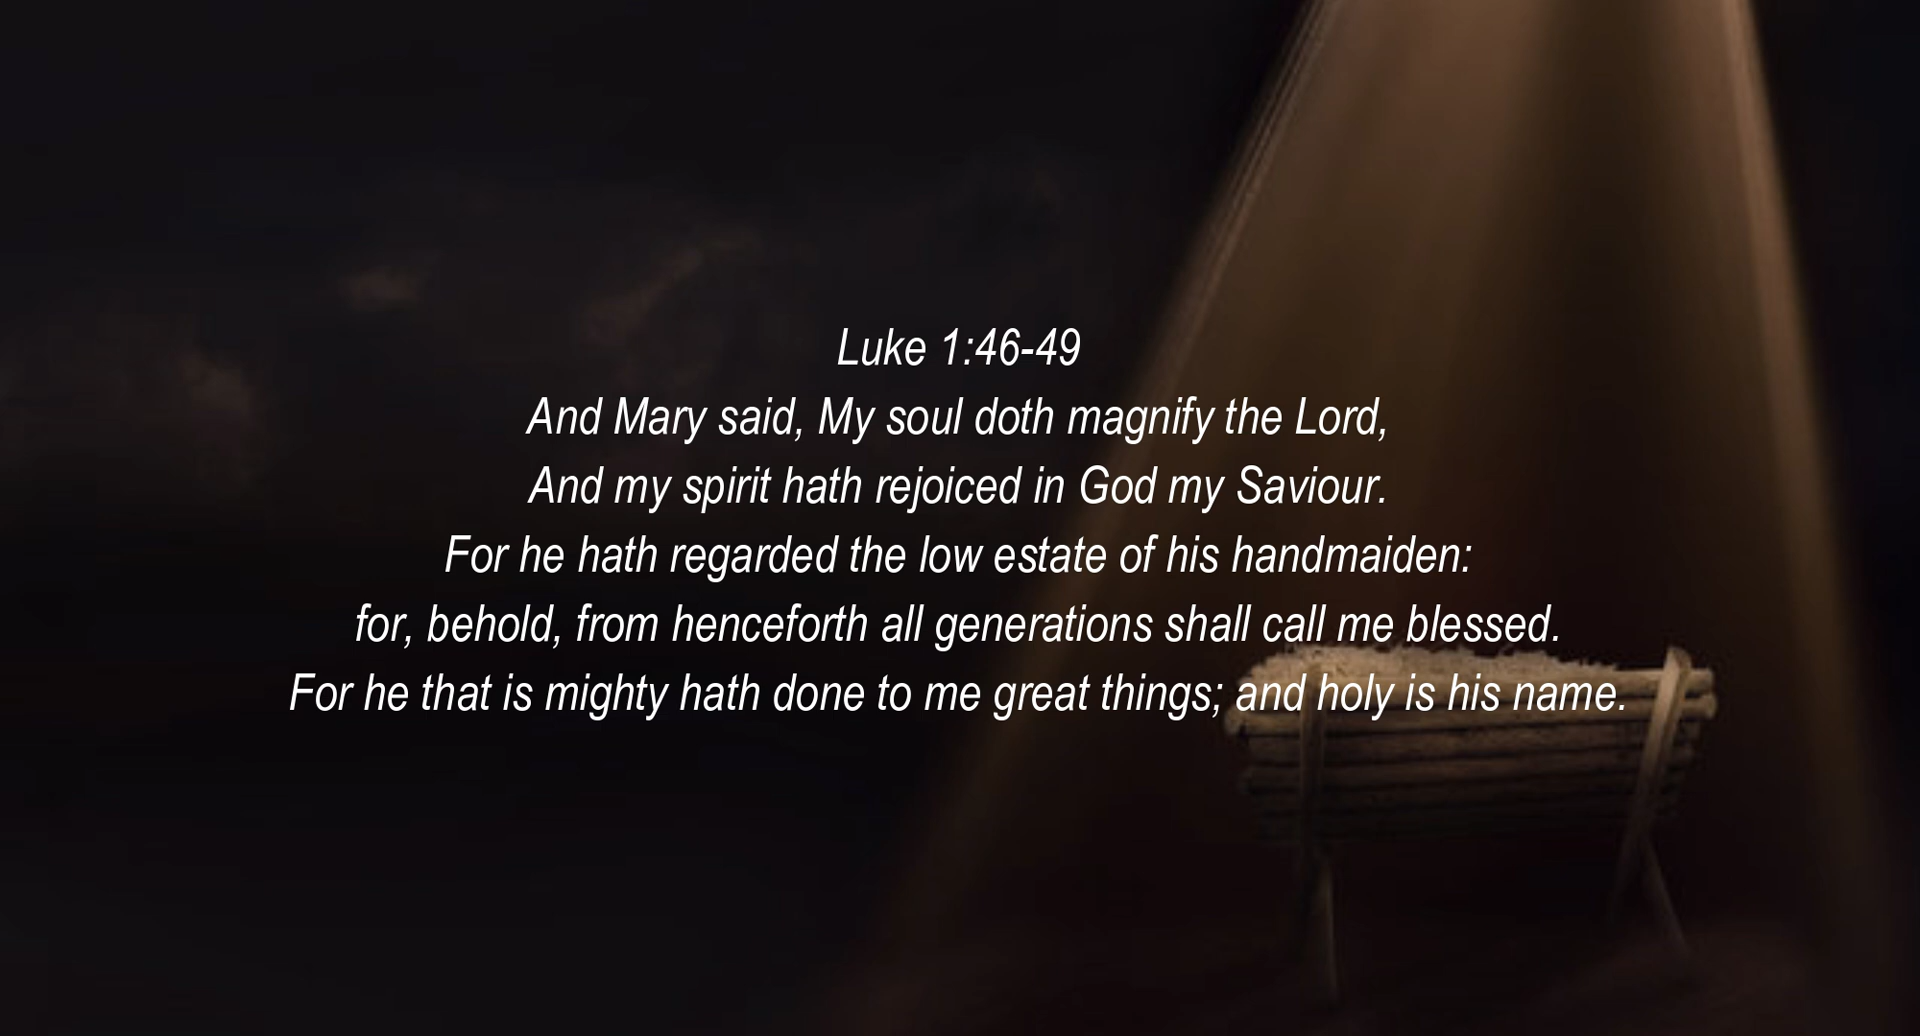 Luke 1:46-49
And Mary said, My soul doth magnify the Lord,
And my spirit hath rejoiced in God my Saviour.
For he hath regarded the low estate of his handmaiden:
for, behold, from henceforth all generations shall call me blessed.
For he that is mighty hath done to me great things; and holy is his name.